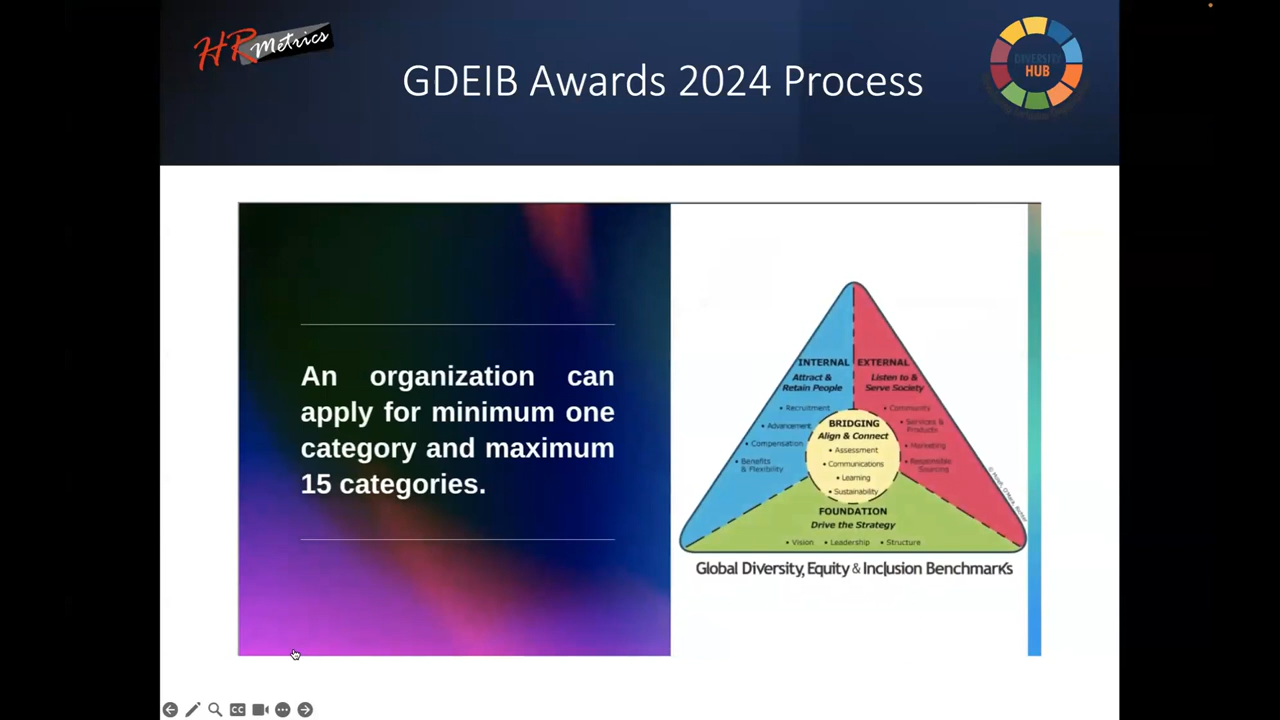 HR Metrics
GDEIB Awards 2024 Process
DIVERSITY
HUB
An organization can
apply for minimum one
category and maximum
15 categories.
INTERNAL
Attract &
Retain People
• Recruitment
• Advancement
• Compensation
• Benefits
& Flexibility
EXTERNAL
Listen to &
Serve Society
• Community
• Services &
Products
• Marketing
• Responsible
Sourcing
BRIDGING
Align & Connect
• Assessment
• Communications
• Learning
• Sustainability
FOUNDATION
Drive the Strategy
• Vision • Leadership • Structure
Global Diversity, Equity & Inclusion Benchmarks
CC